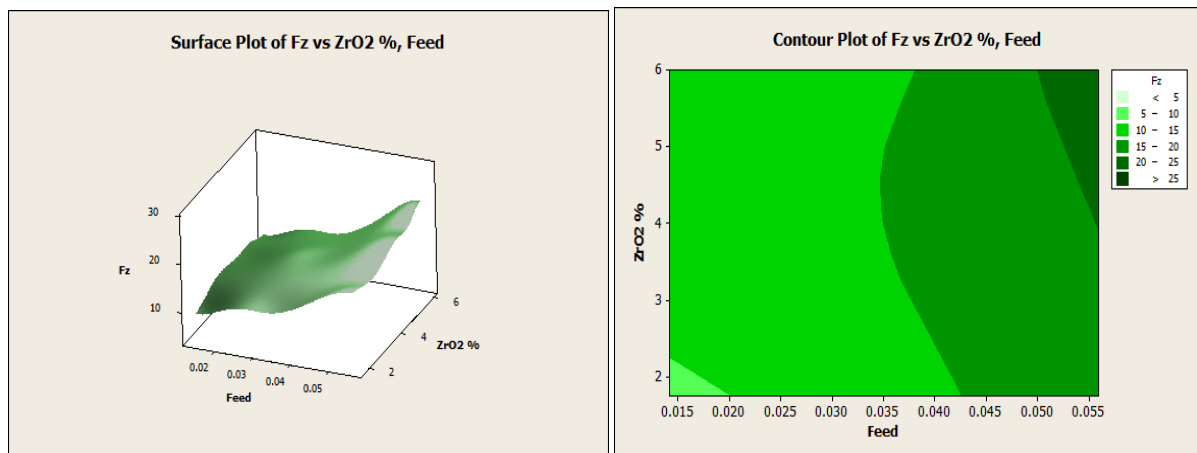 Surface Plot of Fz vs ZrO2 %, Feed
30
20
Fz
10
6
4
ZrO2 %
2
0.02
0.03
0.04
0.05
Feed
Contour Plot of Fz vs ZrO2 %, Feed
6
5
4
3
2
ZrO2 %
0.015 0.020 0.025 0.030 0.035 0.040 0.045 0.050 0.055
Feed
Fz
< 5
5 – 10
10 – 15
15 – 20
20 – 25
> 25